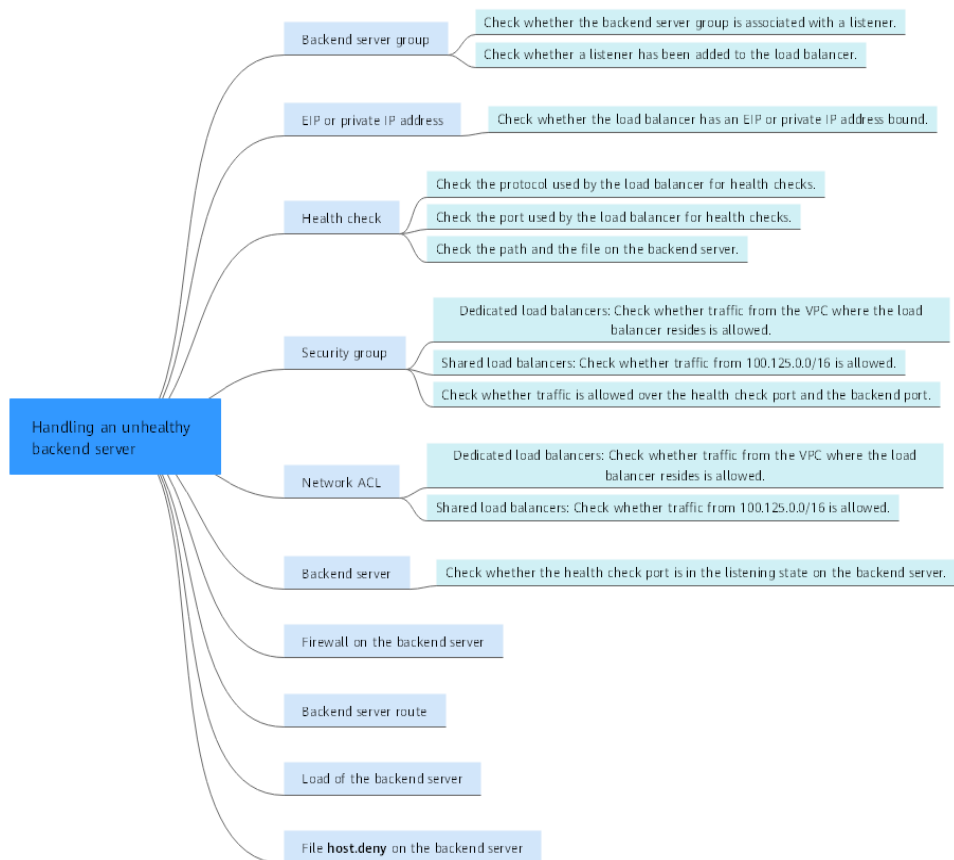 Handling an unhealthy
backend server
Backend server group
Check whether the backend server group is associated with a listener.
Check whether a listener has been added to the load balancer.
EIP or private IP address
Check whether the load balancer has an EIP or private IP address bound.
Health check
Check the protocol used by the load balancer for health checks.
Check the port used by the load balancer for health checks.
Check the path and the file on the backend server.
Security group
Dedicated load balancers: Check whether traffic from the VPC where the load
balancer resides is allowed.
Shared load balancers: Check whether traffic from 100.125.0.0/16 is allowed.
Check whether traffic is allowed over the health check port and the backend port.
Network ACL
Dedicated load balancers: Check whether traffic from the VPC where the load
balancer resides is allowed.
Shared load balancers: Check whether traffic from 100.125.0.0/16 is allowed.
Backend server
Check whether the health check port is in the listening state on the backend server.
Firewall on the backend server
Backend server route
Load of the backend server
File host.deny on the backend server